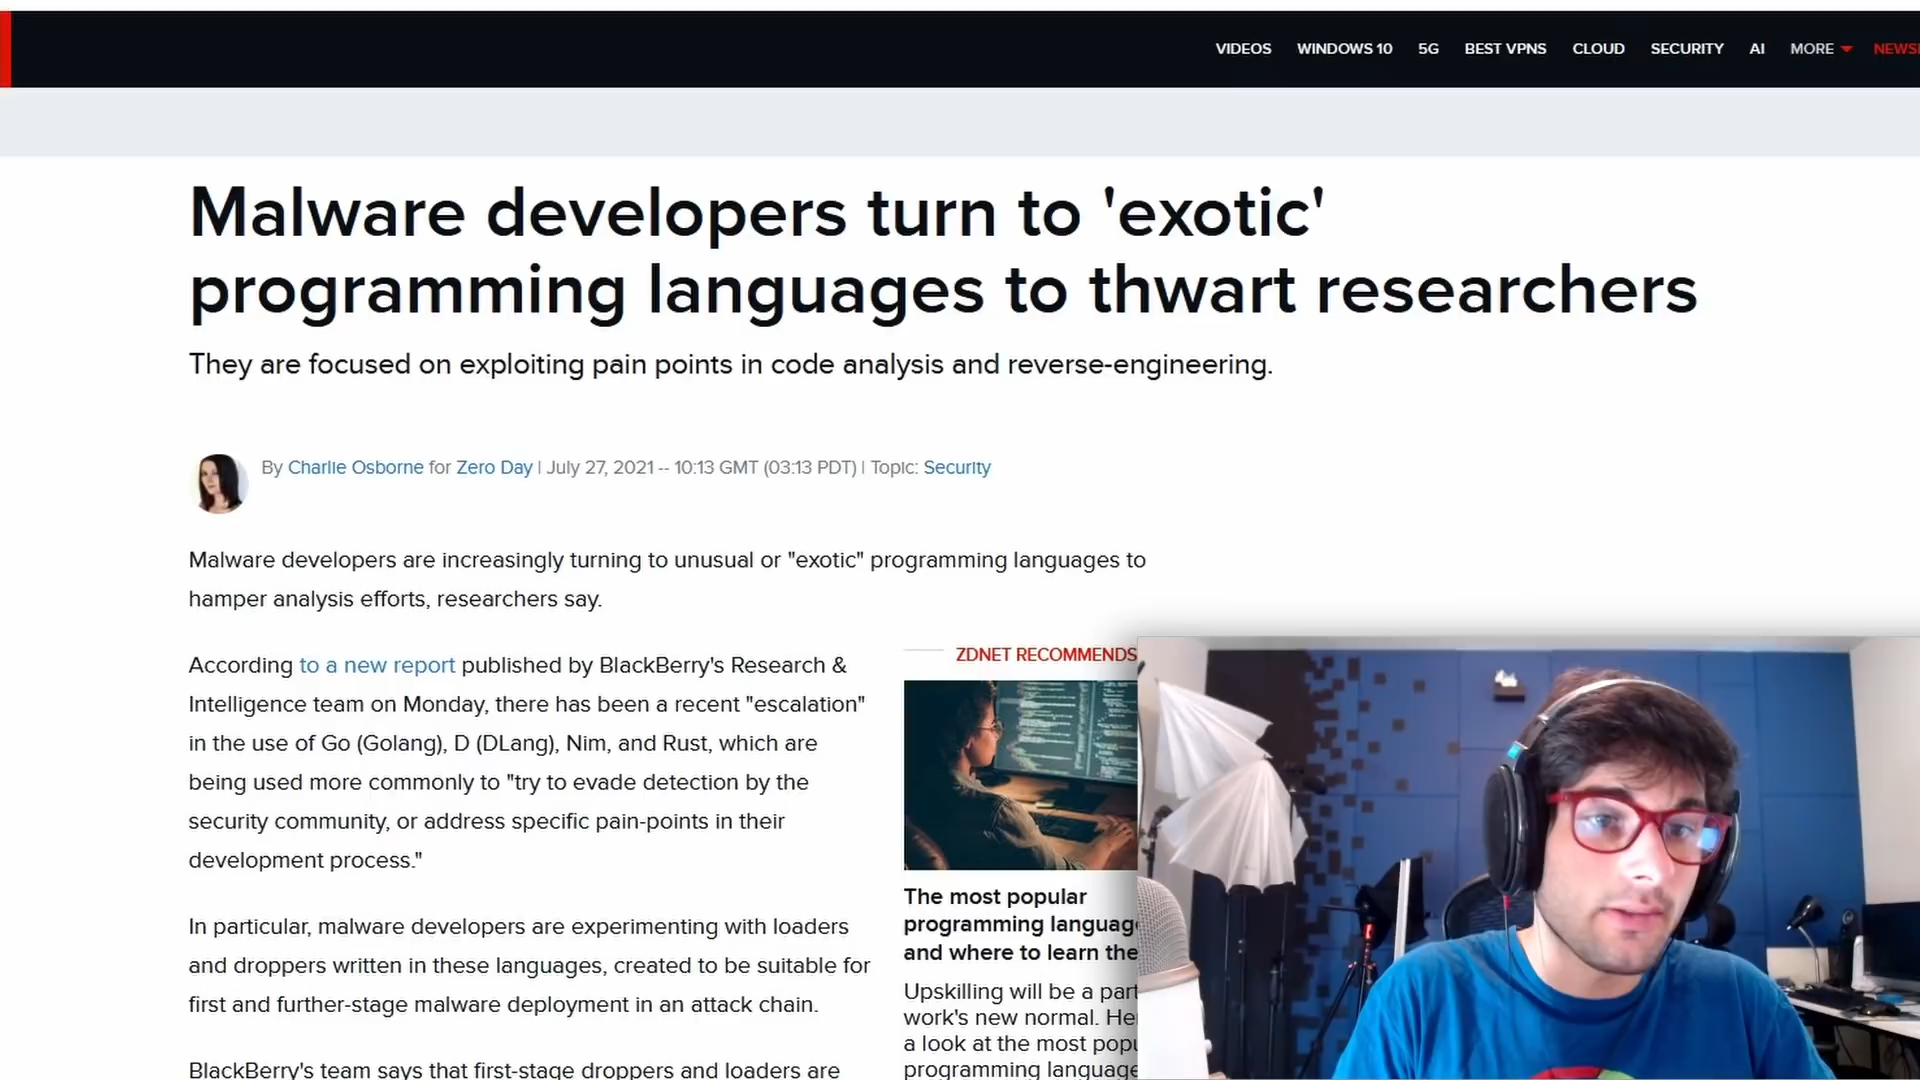 VIDEOS WINDOWS 10 5G BEST VPNS CLOUD SECURITY AI MORE
Malware developers turn to 'exotic'
programming languages to thwart researchers
They are focused on exploiting pain points in code analysis and reverse-engineering.
By Charlie Osborne for Zero Day | July 27, 2021 -- 10:13 GMT (03:13 PDT) | Topic: Security
Malware developers are increasingly turning to unusual or "exotic" programming languages to
hamper analysis efforts, researchers say.
According to a new report published by BlackBerry's Research &
Intelligence team on Monday, there has been a recent "escalation"
in the use of Go (Golang), D (DLang), Nim, and Rust, which are
being used more commonly to "try to evade detection by the
security community, or address specific pain-points in their
development process."
In particular, malware developers are experimenting with loaders
and droppers written in these languages, created to be suitable for
first and further-stage malware deployment in an attack chain.
BlackBerry's team says that first-stage droppers and loaders are
ZDNET RECOMMENDS
The most popular
programming languag
and where to learn the
Upskilling will be a part
work's new normal. He
a look at the most popu
programming language